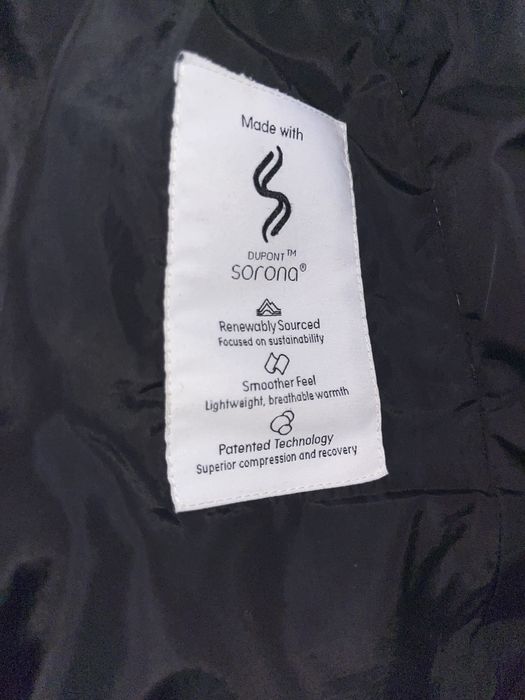 Made with
DUPONT™
sorona®
Renewably Sourced
Focused on sustainability
Smoother Feel
Lightweight, breathable warmth
Patented Technology
Superior compression and recovery